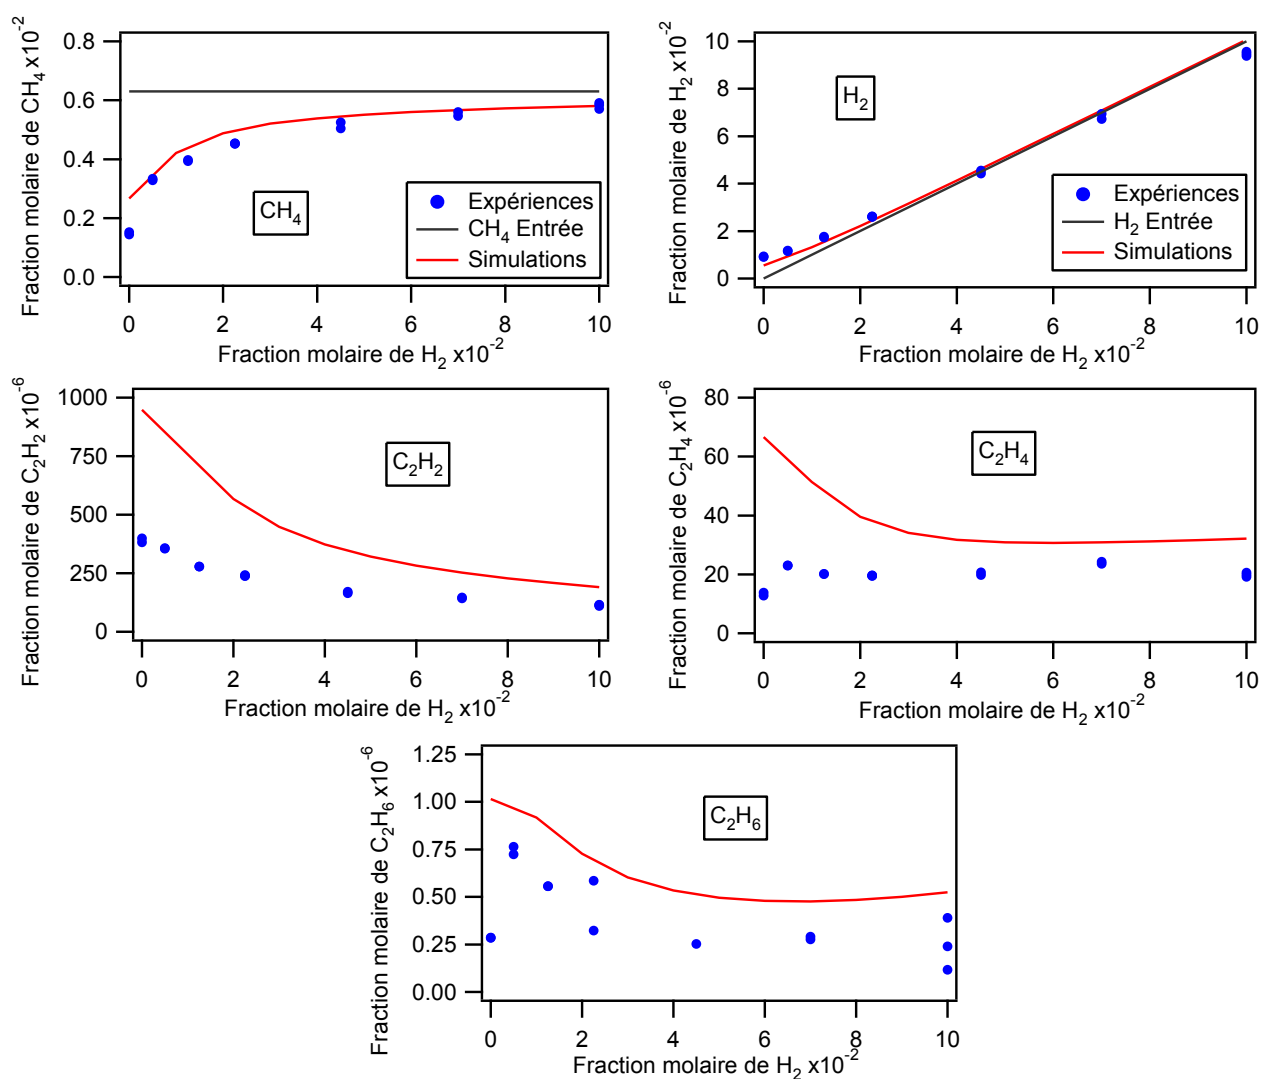 Fraction molaire de CH4 x10-2
0.8
0.6
0.4
0.2
0.0
CH4
Expériences
CH4 Entrée
Simulations
0 2 4 6 8 10
Fraction molaire de H2 x10-2
Fraction molaire de H2 x10-2
10
8
6
4
2
0
H2
Expériences
H2 Entrée
Simulations
0 2 4 6 8 10
Fraction molaire de H2 x10-2
Fraction molaire de C2H2 x10-6
1000
750
500
250
0
C2H2
0 2 4 6 8 10
Fraction molaire de H2 x10-2
Fraction molaire de C2H4 x10-6
80
60
40
20
0
C2H4
0 2 4 6 8 10
Fraction molaire de H2 x10-2
Fraction molaire de C2H6 x10-6
1.25
1.00
0.75
0.50
0.25
0.00
C2H6
0 2 4 6 8 10
Fraction molaire de H2 x10-2